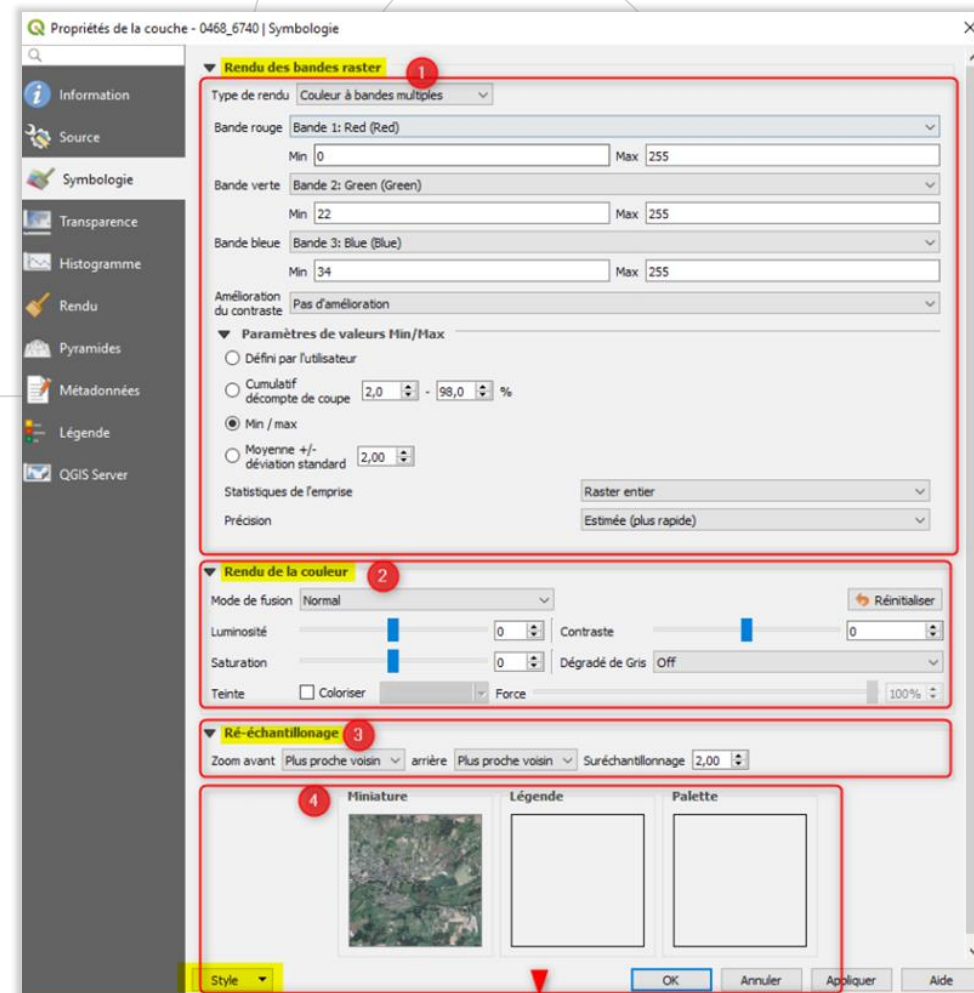 Propriétés de la couche - 0468_6740 | Symbologie
Information
Source
Symbologie
Transparence
Histogramme
Rendu
Pyramides
Métadonnées
Légende
QGIS Server
Rendu des bandes raster
1
Type de rendu Couleur à bandes multiples
Bande rouge Bande 1: Red (Red)
Min 0 Max 255
Bande verte Bande 2: Green (Green)
Min 22 Max 255
Bande bleue Bande 3: Blue (Blue)
Min 34 Max 255
Amélioration
du contraste Pas d'amélioration
Paramètres de valeurs Min/Max
Défini par l'utilisateur
Cumulatif
décompte de coupe 2,0 - 98,0 %
Min / max
Moyenne +/-
déviation standard 2,00
Statistiques de l'emprise Raster entier
Précision Estimée (plus rapide)
Rendu de la couleur
2
Mode de fusion Normal Réinitialiser
Luminosité 0 Contraste 0
Saturation 0 Dégradé de Gris Off
Teinte Coloriser Force 100%
Ré-échantillonage 3
Zoom avant Plus proche voisin arrière Plus proche voisin Suréchantillonnage 2,00
4
Miniature Légende Palette
Style OK Annuler Appliquer Aide